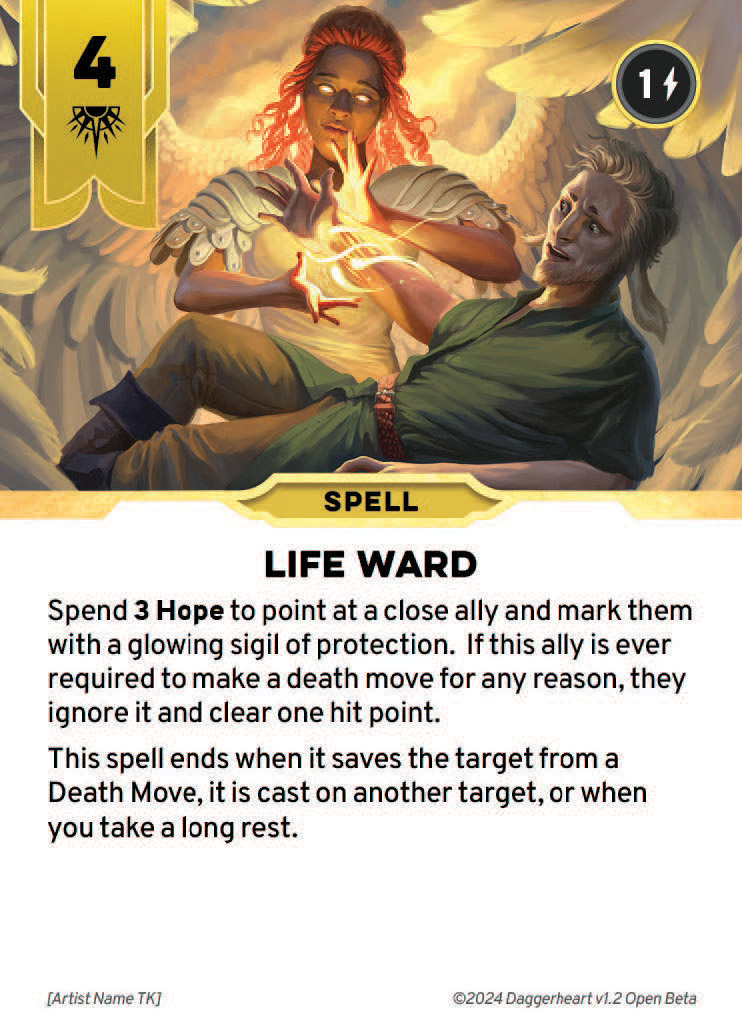 4
1
SPELL
LIFE WARD
Spend 3 Hope to point at a close ally and mark them
with a glowing sigil of protection.  If this ally is ever
required to make a death move for any reason, they
ignore it and clear one hit point.
This spell ends when it saves the target from a
Death Move, it is cast on another target, or when
you take a long rest.
[Artist Name TK]
©2024 Daggerheart v1.2 Open Beta